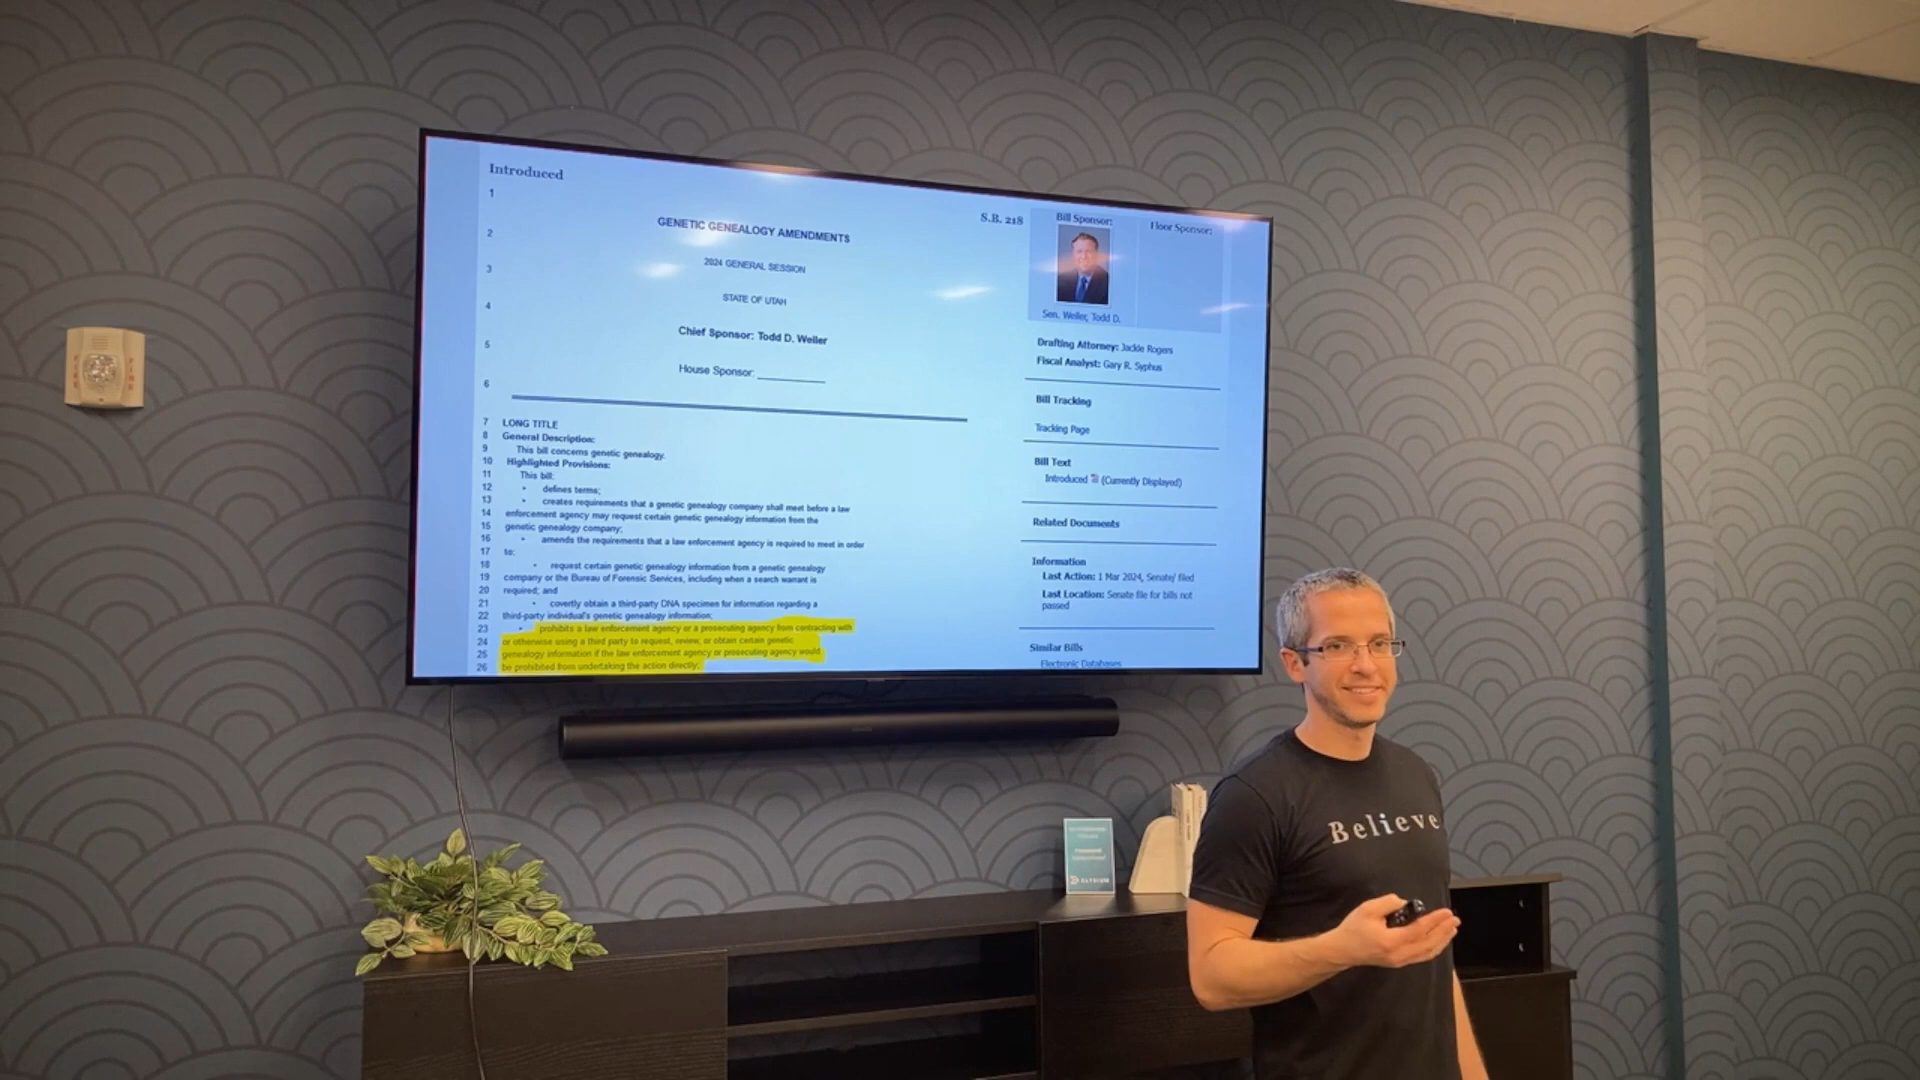 Introduced
1
S.B. 218
2 GENETIC GENEALOGY AMENDMENTS
3 2024 GENERAL SESSION
4 STATE OF UTAH
5 Chief Sponsor: Todd D. Weiler
6 House Sponsor: ____________
7 LONG TITLE
8 General Description:
9 This bill concerns genetic genealogy.
10 Highlighted Provisions:
11 This bill:
12 • defines terms;
13 • creates requirements that a genetic genealogy company shall meet before a law
14 enforcement agency may request certain genetic genealogy information from the
15 genetic genealogy company;
16 • amends the requirements that a law enforcement agency is required to meet in order
17 to:
18 • request certain genetic genealogy information from a genetic genealogy
19 company or the Bureau of Forensic Services, including when a search warrant is
20 required; and
21 • covertly obtain a third-party DNA specimen for information regarding a
22 third-party individual's genetic genealogy information;
23 • prohibits a law enforcement agency or a prosecuting agency from contracting with
24 or otherwise using a third party to request, review, or obtain certain genetic
25 genealogy information if the law enforcement agency or prosecuting agency would
26 be prohibited from undertaking the action directly;
Bill Sponsor:
Floor Sponsor:
Sen. Weiler, Todd D.
Drafting Attorney: Jackie Rogers
Fiscal Analyst: Gary R. Syphus
Bill Tracking
Tracking Page
Bill Text
Introduced (Currently Displayed)
Related Documents
Information
Last Action: 1 Mar 2024, Senate/ filed
Last Location: Senate file for bills not
passed
Similar Bills
Electronic Databases
FIRE
FIRE
Believe